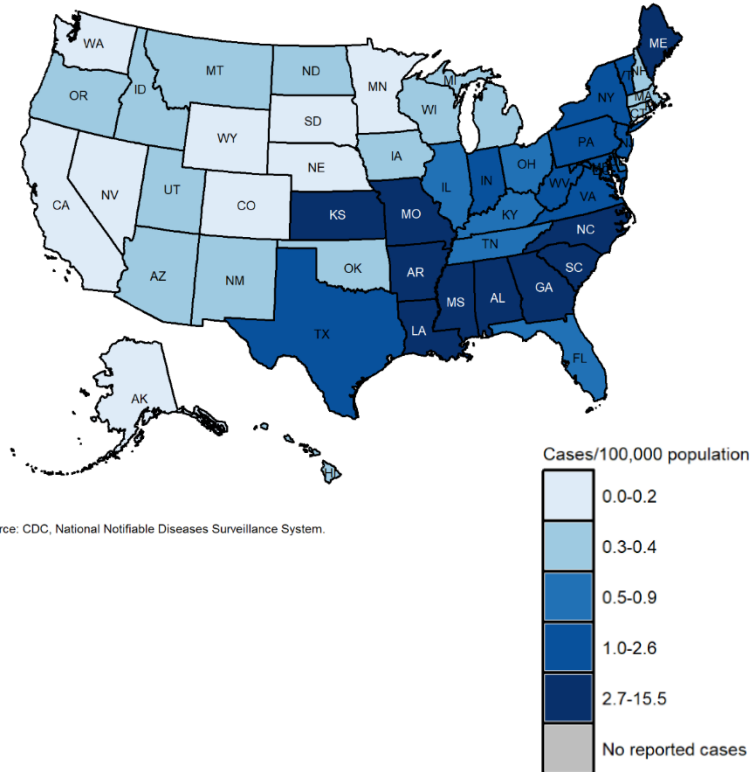 WA
ME
MT
ND
MN
VT
NH
OR
ID
MI
WI
NY
MA
SD
CT
WY
IA
PA
NE
OH
NV
IL
IN
UT
WV
CO
VA
CA
KS
MO
KY
NC
TN
OK
AZ
NM
AR
SC
MS
AL
GA
TX
LA
FL
AK
HI
Cases/100,000 population
0.0-0.2
rce: CDC, National Notifiable Diseases Surveillance System.
0.3-0.4
0.5-0.9
1.0-2.6
2.7-15.5
No reported cases